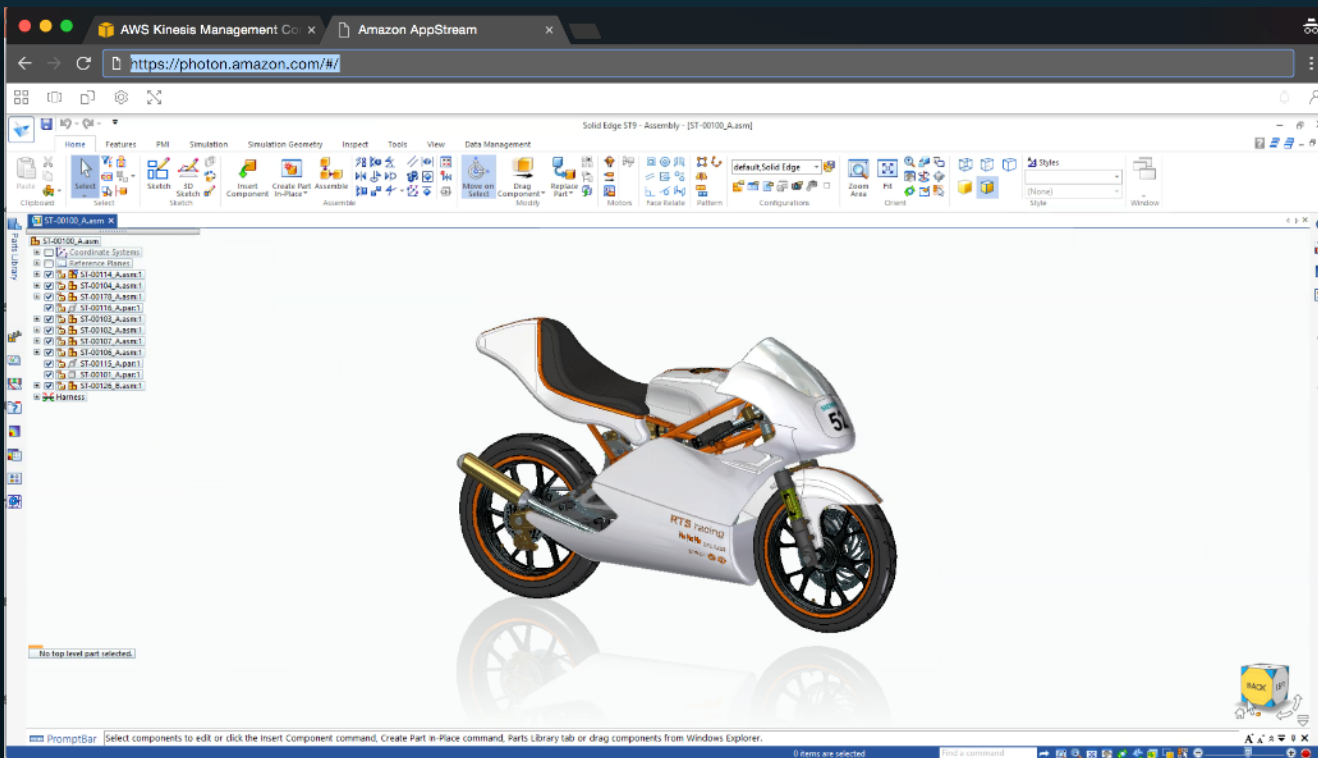 AWS Kinesis Management Co
Amazon AppStream
https://photon.amazon.com/#/
Solid Edge ST9 - Assembly - [ST-00100_A.asm]
Home Features PMI Simulation Simulation Geometry Inspect Tools View Data Management
Paste
Select
Sketch
3D Sketch
Insert Component
Create Part In-Place
Assemble
Move on Select
Drag Component
Replace Part
default,Solid Edge
Zoom Area
Fit
Styles
(None)
Clipboard Select Sketch Assemble Modify Motors Face Relate Pattern Configurations Orient Style Window
ST-00100_A.asm
Parts Library
ST-00100_A.asm
Coordinate Systems
Reference Planes
ST-00114_A.asm:1
ST-00104_A.asm:1
ST-00170_A.asm:1
ST-00116_A.par:1
ST-00103_A.asm:1
ST-00102_A.asm:1
ST-00107_A.asm:1
ST-00106_A.asm:1
ST-00115_A.par:1
ST-00101_A.par:1
ST-00126_B.asm:1
Harness
RTS racing
No top level part selected.
BACK LEFT
PromptBar Select components to edit or click the Insert Component command, Create Part In-Place command, Parts Library tab or drag components from Windows Explorer.
0 items are selected
Find a command